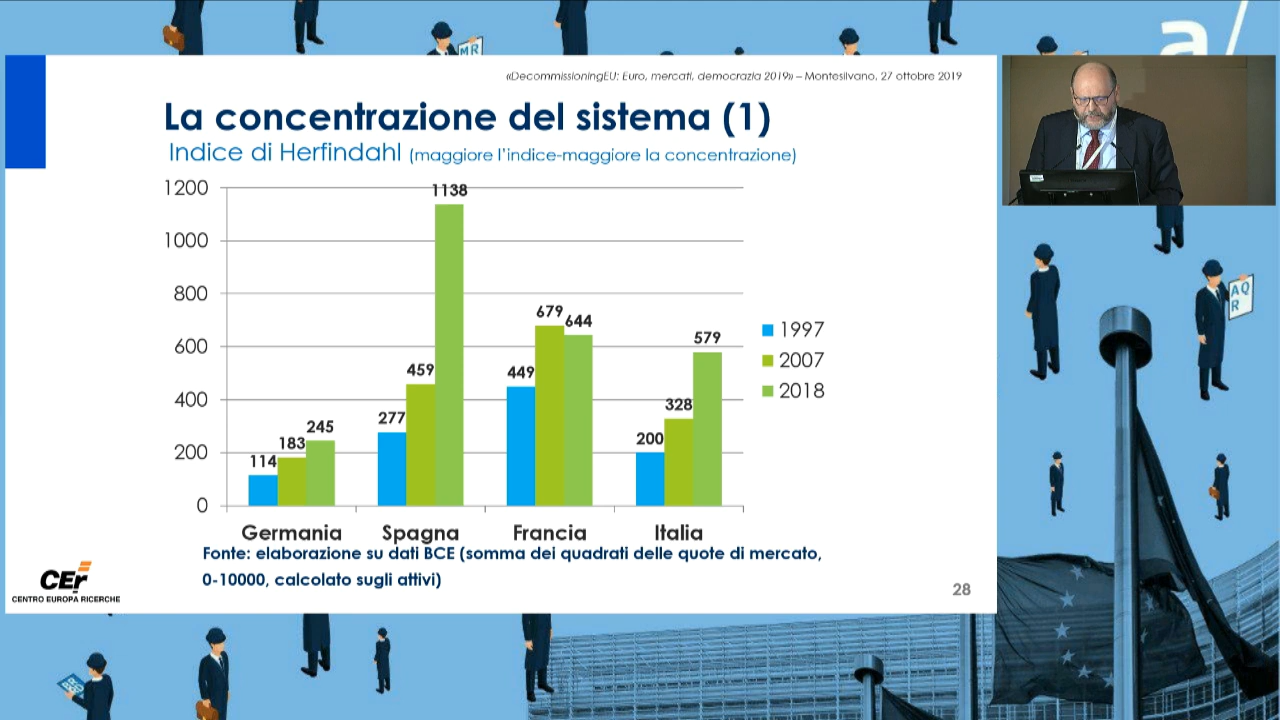 MR
a/
«DecommissioningEU: Euro, mercati, democrazia 2019» – Montesilvano, 27 ottobre 2019
La concentrazione del sistema (1)
Indice di Herfindahl (maggiore l'indice-maggiore la concentrazione)
1200
1000
800
600
400
200
0
114
183
245
277
459
1138
449
679
644
200
328
579
Germania
Spagna
Francia
Italia
1997
2007
2018
Fonte: elaborazione su dati BCE (somma dei quadrati delle quote di mercato,
0-10000, calcolato sugli attivi)
CEr
CENTRO EUROPA RICERCHE
28
AQ
R